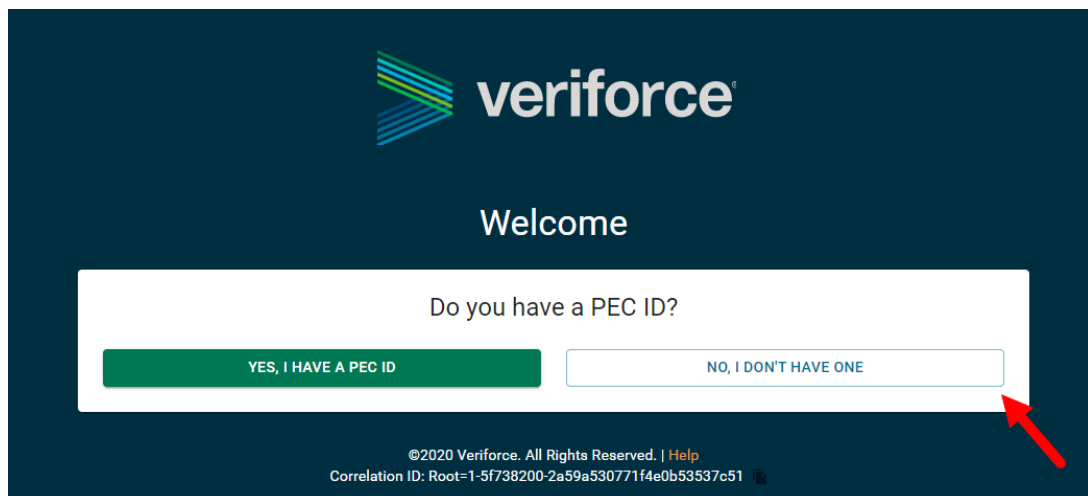 veriforce
Welcome
Do you have a PEC ID?
YES, I HAVE A PEC ID
NO, I DON'T HAVE ONE
©2020 Veriforce. All Rights Reserved. | Help
Correlation ID: Root=1-5f738200-2a59a530771f4e0b53537c51